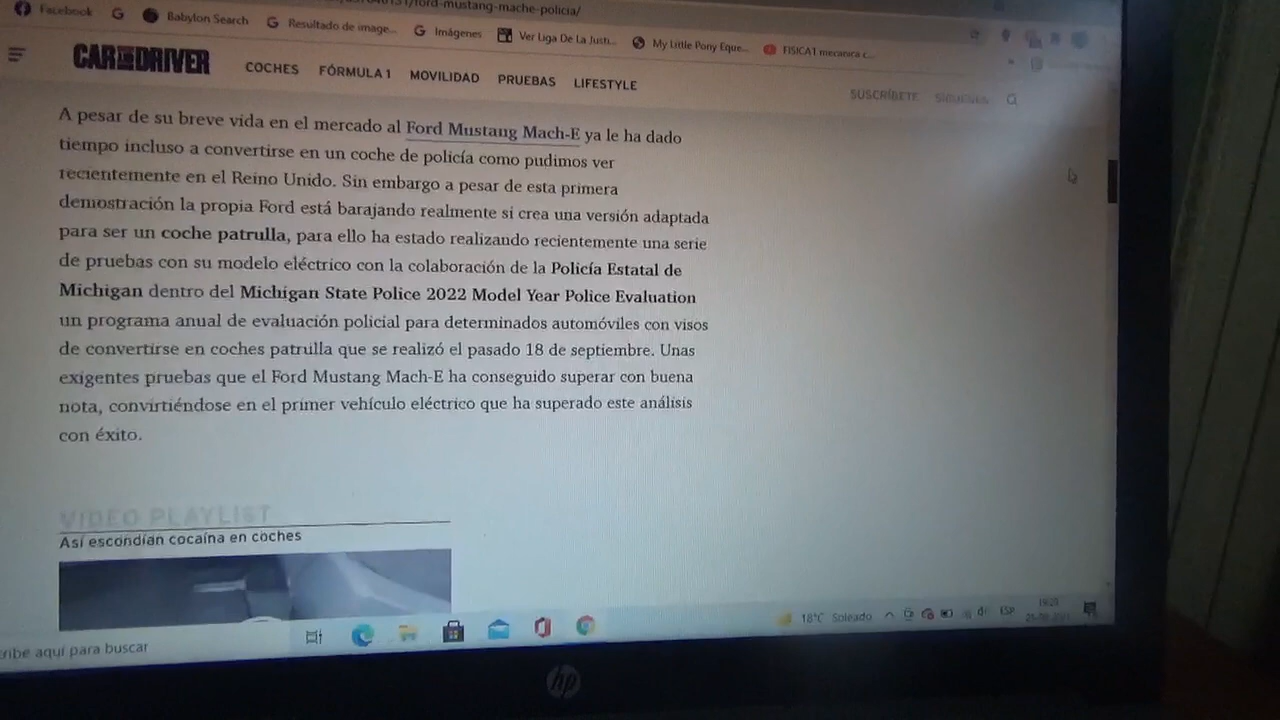 ford-mustang-mache-policia/
Facebook
Babylon Search
Resultado de image...
Imágenes
Ver Liga De La Justi...
My Little Pony Eque...
FISICA1 mecanica c...
CAR AND DRIVER
COCHES FÓRMULA 1 MOVILIDAD PRUEBAS LIFESTYLE
SUSCRÍBETE SÍGUENOS
A pesar de su breve vida en el mercado al Ford Mustang Mach-E ya le ha dado
tiempo incluso a convertirse en un coche de policía como pudimos ver
recientemente en el Reino Unido. Sin embargo a pesar de esta primera
demostración la propia Ford está barajando realmente si crea una versión adaptada
para ser un coche patrulla, para ello ha estado realizando recientemente una serie
de pruebas con su modelo eléctrico con la colaboración de la Policía Estatal de
Michigan dentro del Michigan State Police 2022 Model Year Police Evaluation
un programa anual de evaluación policial para determinados automóviles con visos
de convertirse en coches patrulla que se realizó el pasado 18 de septiembre. Unas
exigentes pruebas que el Ford Mustang Mach-E ha conseguido superar con buena
nota, convirtiéndose en el primer vehículo eléctrico que ha superado este análisis
con éxito.
VIDEO PLAYLIST
Así escondían cocaína en coches
18°C Soleado
ESP
cribe aquí para buscar
hp